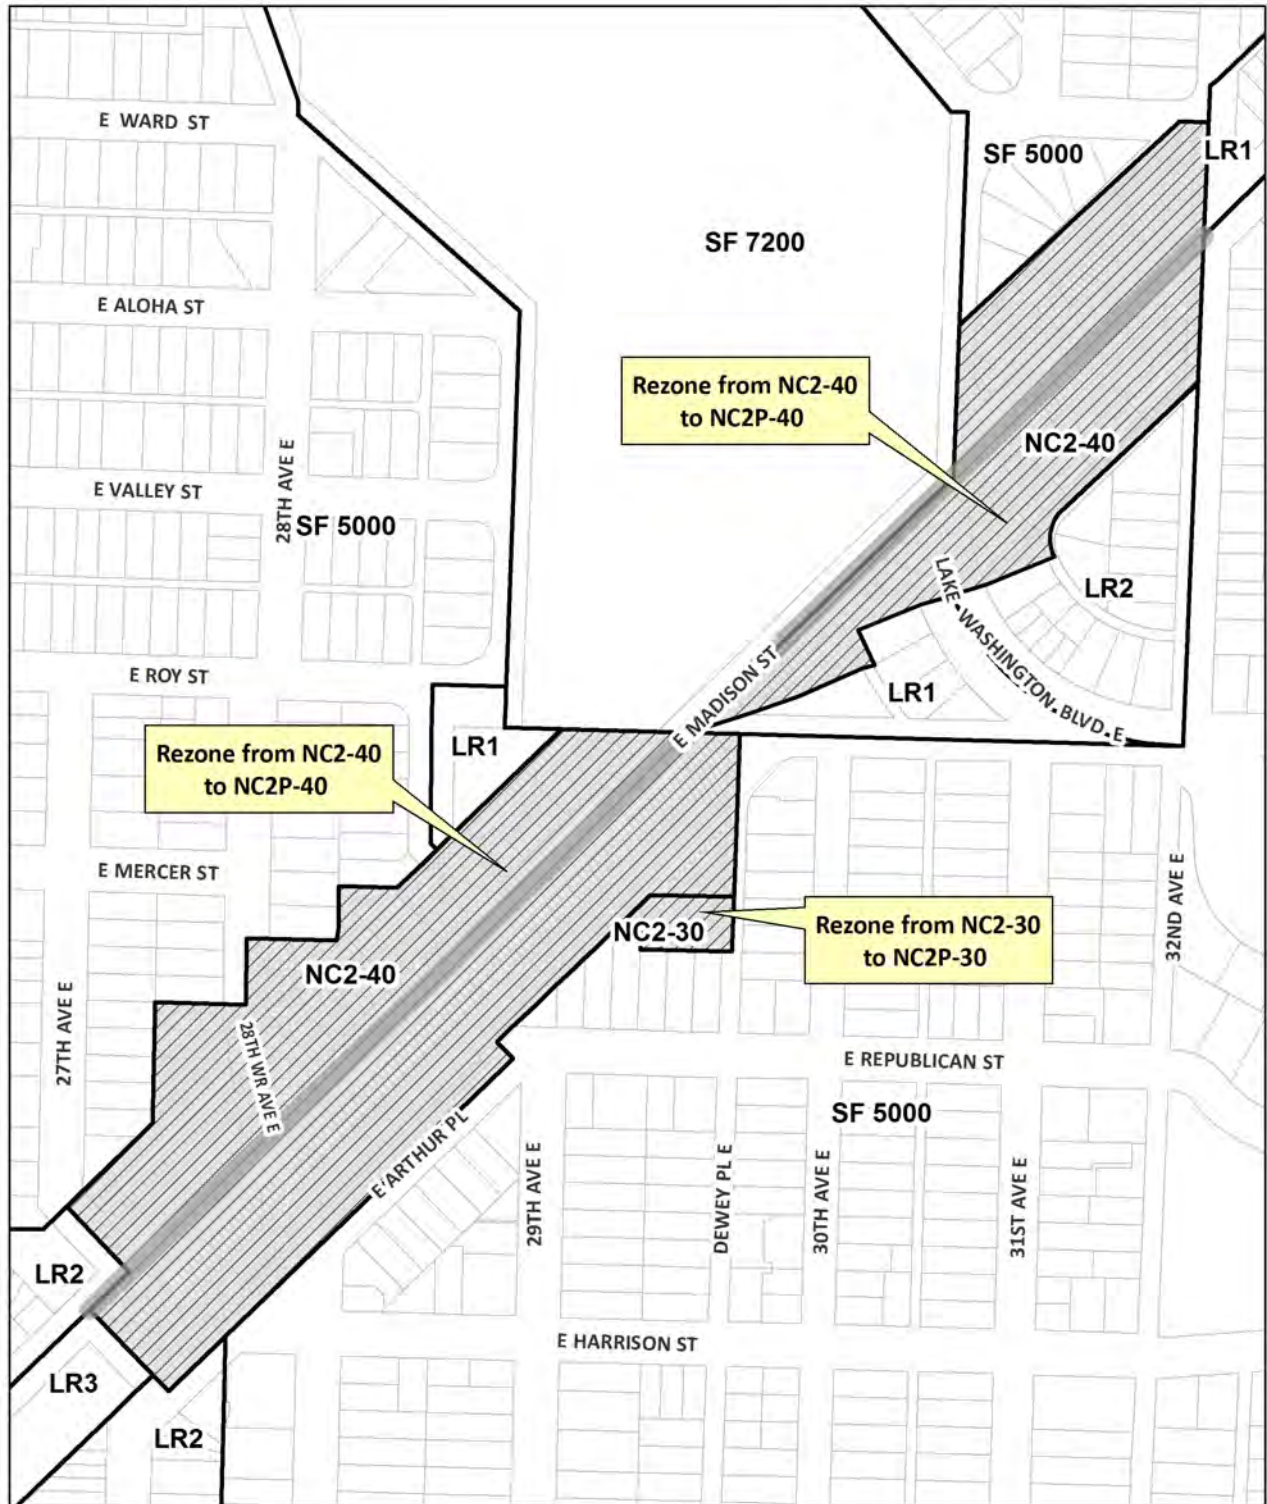 E WARD ST
SF 5000
LR1
SF 7200
E ALOHA ST
Rezone from NC2-40
to NC2P-40
NC2-40
28TH AVE E
E VALLEY ST
SF 5000
LAKE WASHINGTON BLVD E
LR2
E ROY ST
E MADISON ST
LR1
Rezone from NC2-40
to NC2P-40
LR1
E MERCER ST
32ND AVE E
NC2-30
Rezone from NC2-30
to NC2P-30
NC2-40
27TH AVE E
28TH WR AVE E
E REPUBLICAN ST
SF 5000
E ARTHUR PL
29TH AVE E
DEWEY PL E
30TH AVE E
31ST AVE E
LR2
E HARRISON ST
LR3
LR2